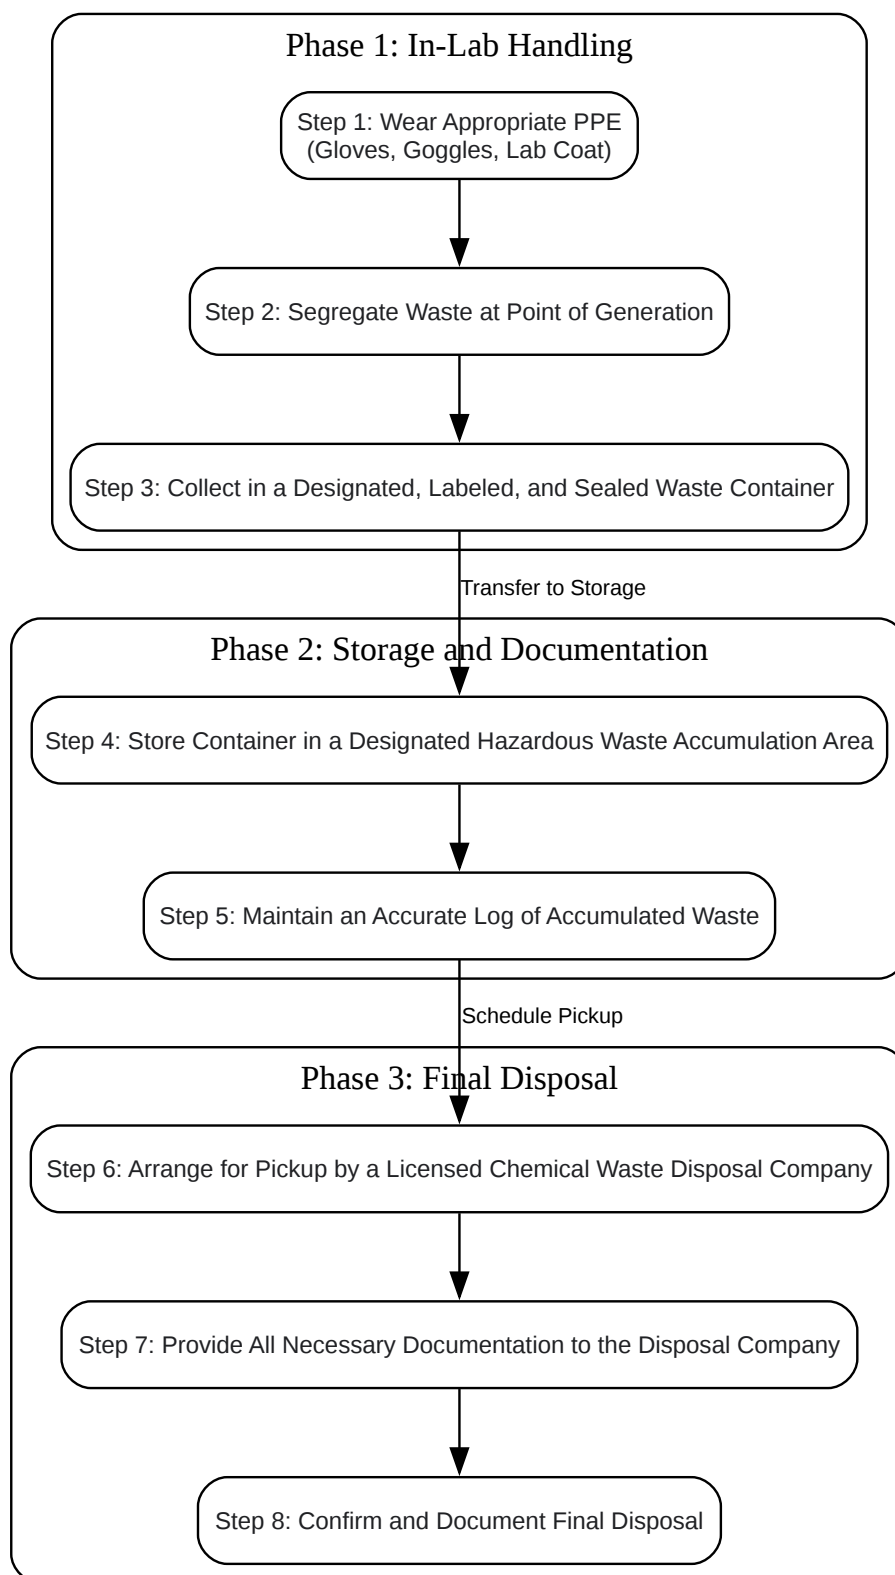 Phase 1: In-Lab Handling
Step 1: Wear Appropriate PPE
(Gloves, Goggles, Lab Coat)
Step 2: Segregate Waste at Point of Generation
Step 3: Collect in a Designated, Labeled, and Sealed Waste Container
Transfer to Storage
Phase 2: Storage and Documentation
Step 4: Store Container in a Designated Hazardous Waste Accumulation Area
Step 5: Maintain an Accurate Log of Accumulated Waste
Schedule Pickup
Phase 3: Final Disposal
Step 6: Arrange for Pickup by a Licensed Chemical Waste Disposal Company
Step 7: Provide All Necessary Documentation to the Disposal Company
Step 8: Confirm and Document Final Disposal